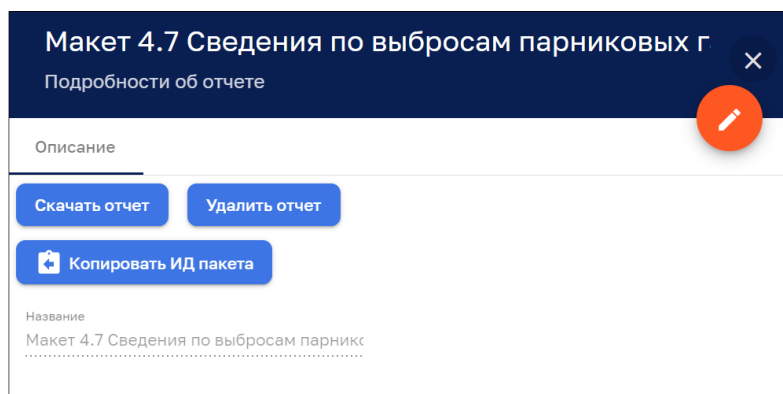 Макет 4.7 Сведения по выбросам парниковых г
Подробности об отчете
Описание
Скачать отчет Удалить отчет
Копировать ИД пакета
Название
Макет 4.7 Сведения по выбросам парник